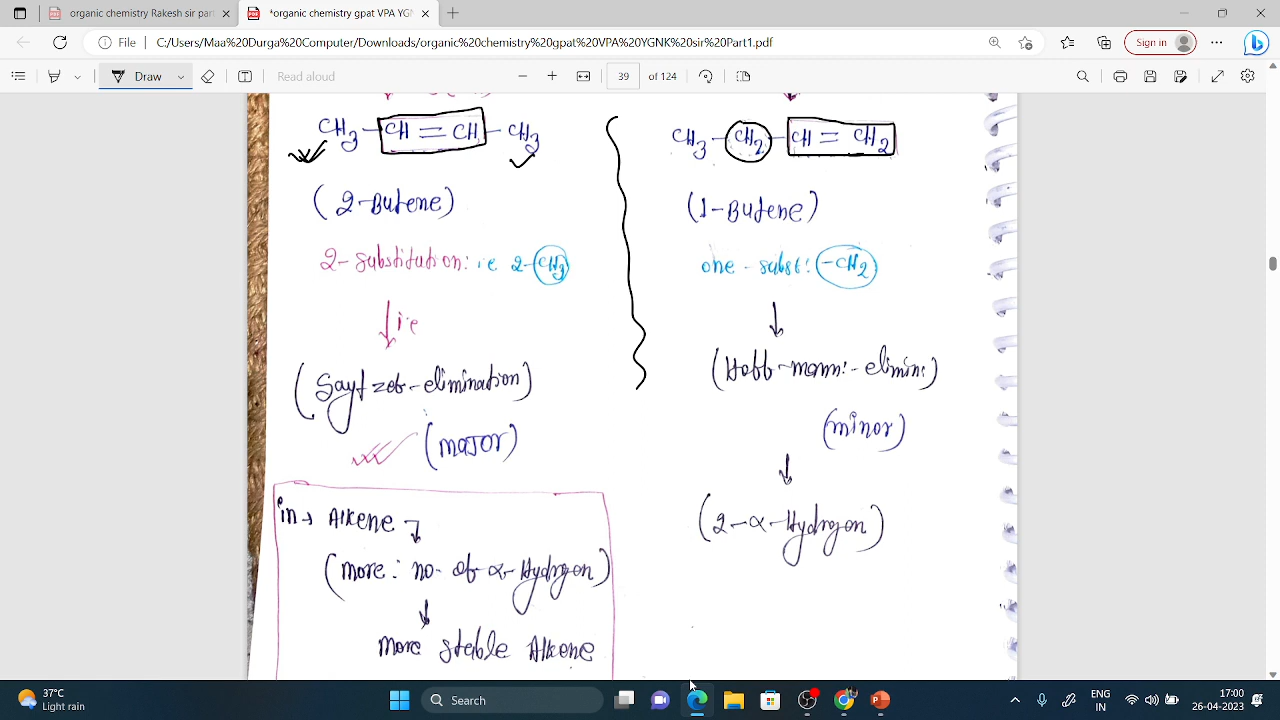 organic chemistry Rakesh sir part
*organic chemistry gpat VPA YGN
File
C:/Users/Maa%20Durga%20Computer/Downloads/organic%20chemistry%20gpat%20VPA%20YGNK%20sir%20Part1.pdf
Sign in
Draw
Read aloud
39
of 124
CH3-CH=CH-CH3
CH3-CH2-CH=CH2
(2-Butene)
(1-Butene)
2-substitution: i.e 2-CH3
one-subst: -CH2
i.e
(Saytzeb-elimination)
(Hobb-mann:-elimin:)
(major)
(minor)
(2-α-Hydrogen)
in→ Alkene
(more: no. of α-Hydrogen)
more stable Alkene
37°C
Light rain
Search
ENG
IN
17:00
26-04-2023